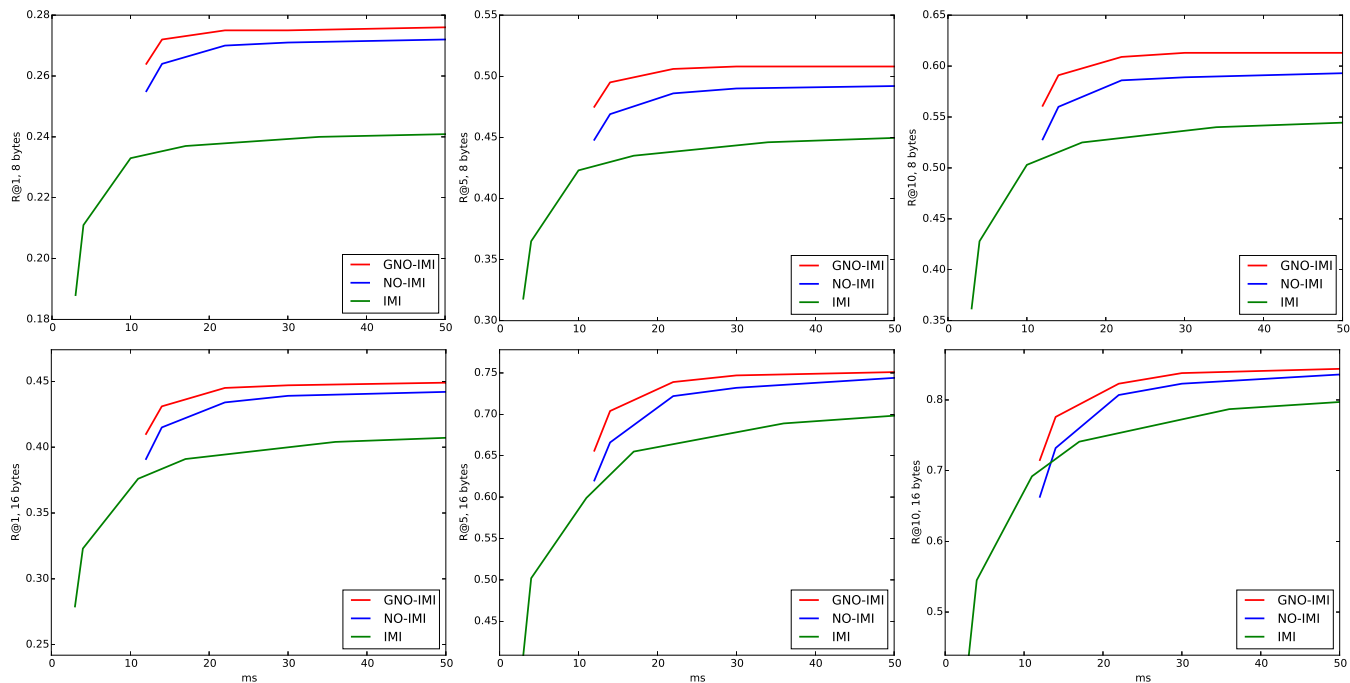 0.28
0.26
0.24
0.22
0.20
0.18
R@1, 8 bytes
0 10 20 30 40 50
GNO-IMI
NO-IMI
IMI
0.55
0.50
0.45
0.40
0.35
0.30
R@5, 8 bytes
0 10 20 30 40 50
GNO-IMI
NO-IMI
IMI
0.65
0.60
0.55
0.50
0.45
0.40
0.35
R@10, 8 bytes
0 10 20 30 40 50
GNO-IMI
NO-IMI
IMI
0.45
0.40
0.35
0.30
0.25
R@1, 16 bytes
0 10 20 30 40 50
ms
GNO-IMI
NO-IMI
IMI
0.75
0.70
0.65
0.60
0.55
0.50
0.45
R@5, 16 bytes
0 10 20 30 40 50
ms
GNO-IMI
NO-IMI
IMI
0.8
0.7
0.6
0.5
R@10, 16 bytes
0 10 20 30 40 50
ms
GNO-IMI
NO-IMI
IMI